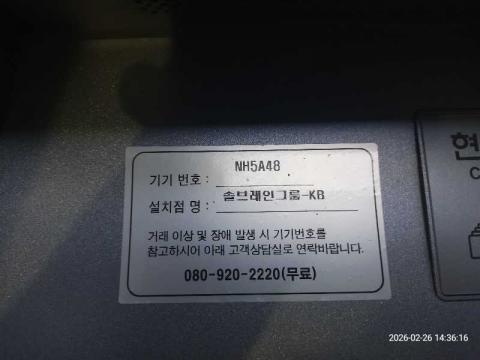 NH5A48
기기 번호 :
솔브레인그룹-KB
설치점 명 :
거래 이상 및 장애 발생 시 기기번호를
참고하시어 아래 고객상담실로 연락바랍니다.
080-920-2220(무료)
현
C
2026-02-26 14:36:16